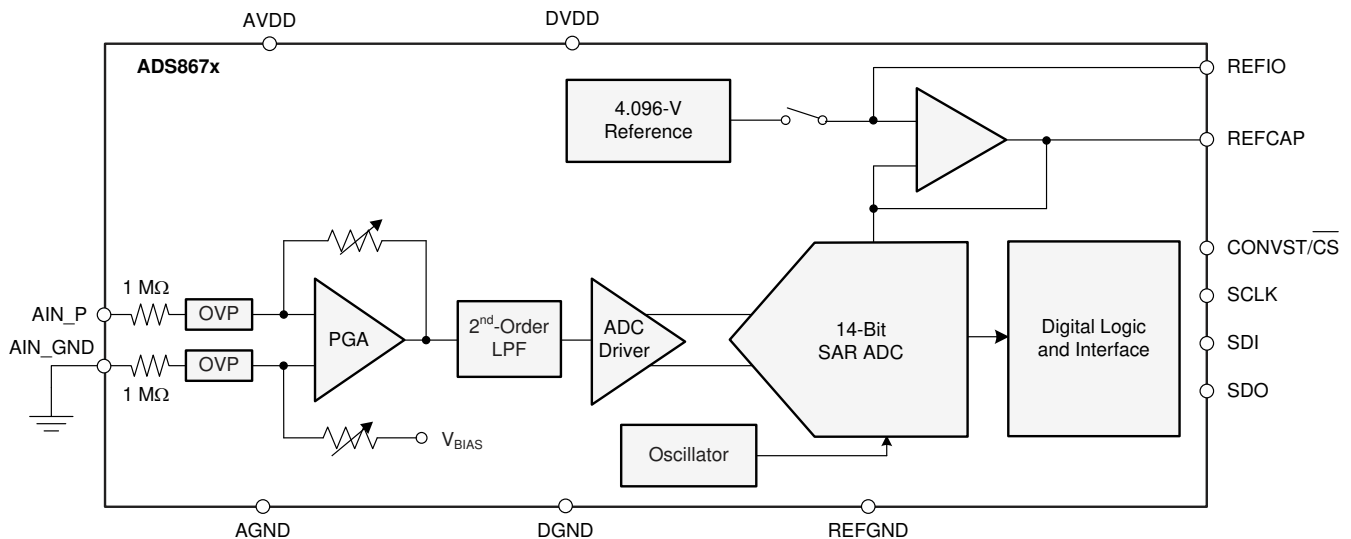 AVDD
DVDD
ADS867x
4.096-V
Reference
REFIO
REFCAP
CONVST/CS
SCLK
SDI
SDO
1 MΩ
AIN_P
OVP
AIN_GND
OVP
1 MΩ
PGA
2nd-Order
LPF
ADC
Driver
14-Bit
SAR ADC
Digital Logic
and Interface
VBIAS
Oscillator
AGND
DGND
REFGND